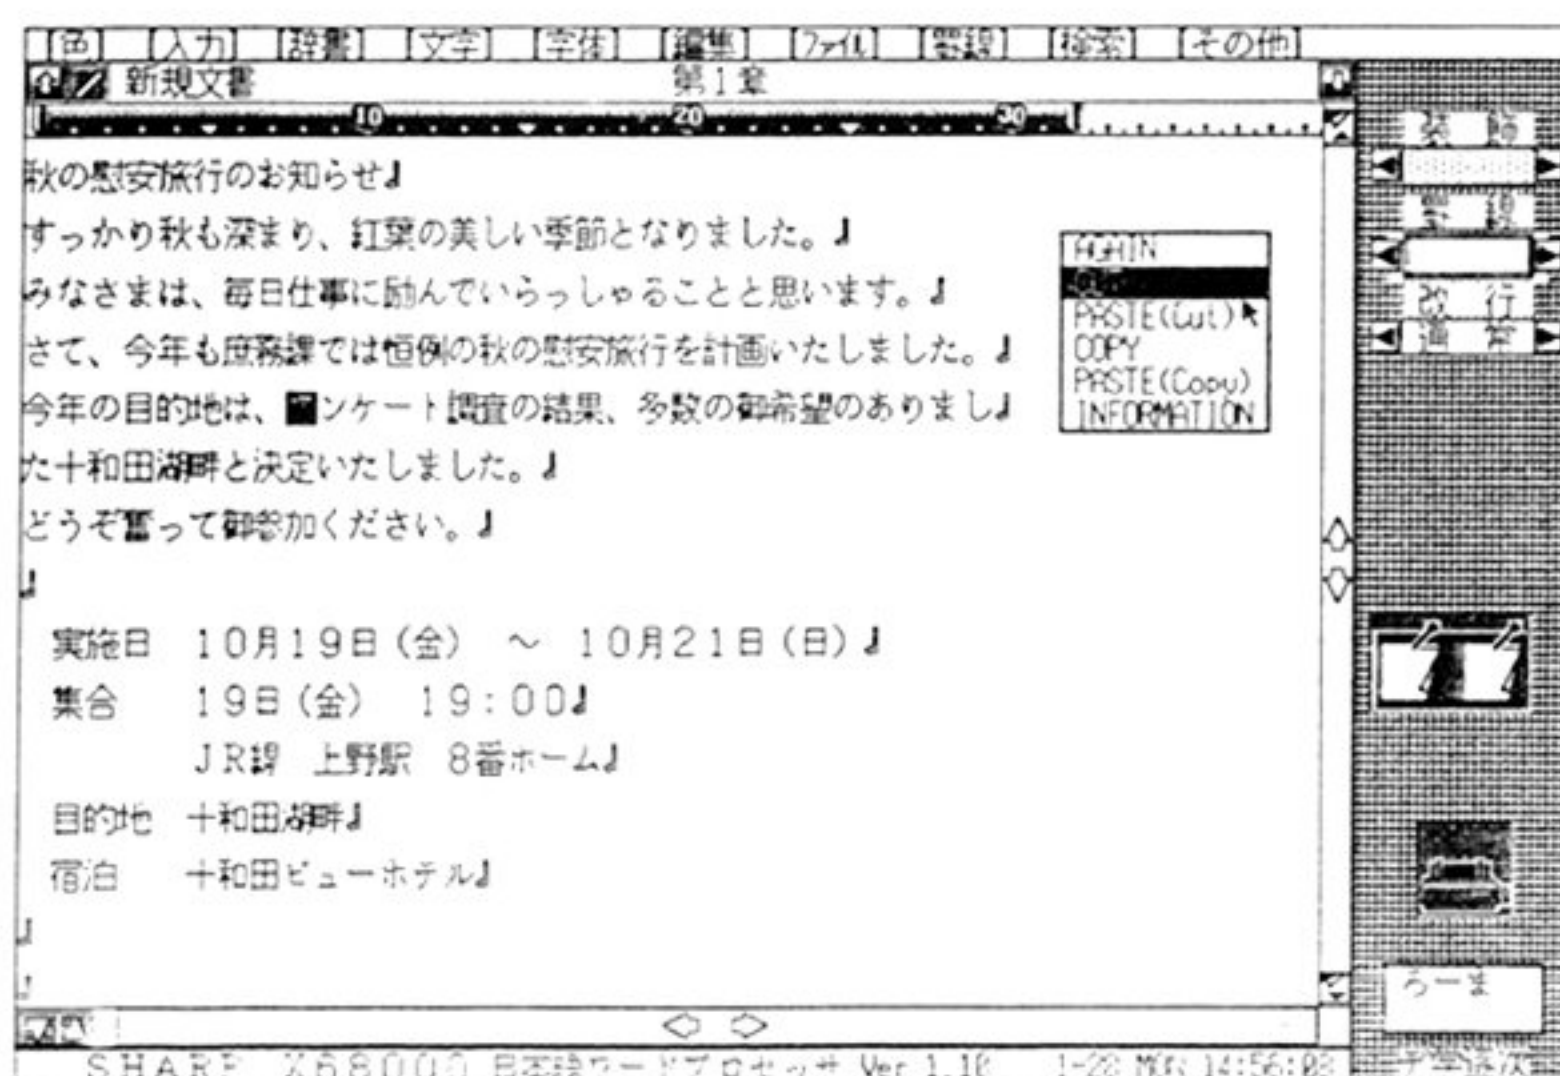 [色] [入力] [辞書] [文字] [字体] [編集] [ファイル] [罫線] [検索] [その他]
新規文書 第1章
10 20 30
秋の慰安旅行のお知らせ
すっかり秋も深まり、紅葉の美しい季節となりました。
みなさまは、毎日仕事に励んでいらっしゃることと思います。
さて、今年も庶務課では恒例の秋の慰安旅行を計画いたしました。
今年の目的地は、アンケート調査の結果、多数の御希望のありまし
た十和田湖畔と決定いたしました。
どうぞ奮って御参加ください。
実施日 10月19日(金) ～ 10月21日(日)
集合 19日(金) 19:00
JR線 上野駅 8番ホーム
目的地 十和田湖畔
宿泊 十和田ビューホテル
AGAIN
CUT
PASTE(Cut)
COPY
PASTE(Copy)
INFORMATION
改行
ろーま
SHARP X68000 日本語ワードプロセッサ Ver 1.10 MON 14:56